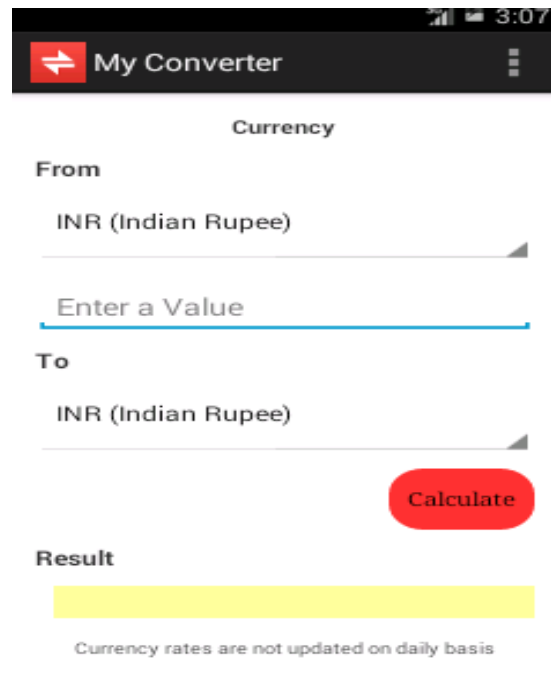 3G 3:07
My Converter
Currency
From
INR (Indian Rupee)
Enter a Value
To
INR (Indian Rupee)
Calculate
Result
Currency rates are not updated on daily basis